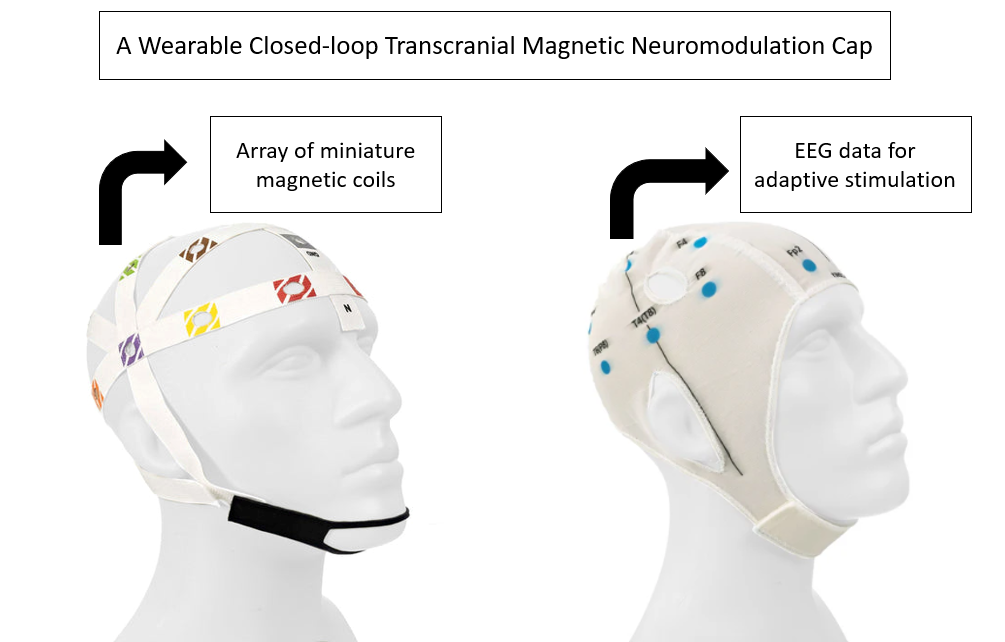 A Wearable Closed-loop Transcranial Magnetic Neuromodulation Cap
Array of miniature
magnetic coils
EEG data for
adaptive stimulation
N
F4
F8
Fp2
T4(T8)